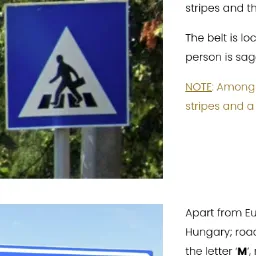 stripes and th
The belt is loc
person is sag
NOTE: Among
stripes and a
Apart from Eu
Hungary; road
the letter ‘M’, r